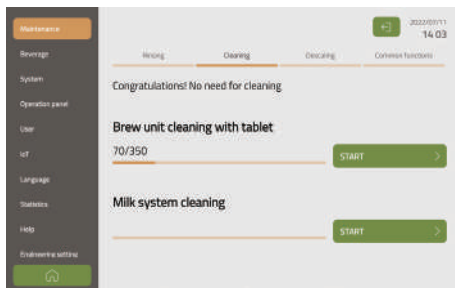 Maintenance
2022/07/11
14 03
Beverage
Rinsing
Cleaning
Descaling
Common functions
System
Congratulations! No need for cleaning
Operation panel
User
Brew unit cleaning with tablet
IoT
70/350
START
Language
Statistics
Milk system cleaning
Help
START
Engineering setting